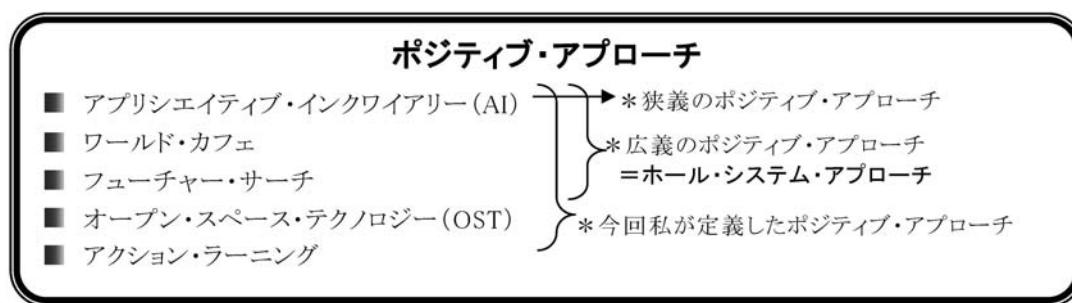 ポジティブ・アプローチ
■ アプリシエイティブ・インクワイアリー(AI) *狭義のポジティブ・アプローチ
■ ワールド・カフェ *広義のポジティブ・アプローチ
■ フューチャー・サーチ =ホール・システム・アプローチ
■ オープン・スペース・テクノロジー(OST) *今回私が定義したポジティブ・アプローチ
■ アクション・ラーニング